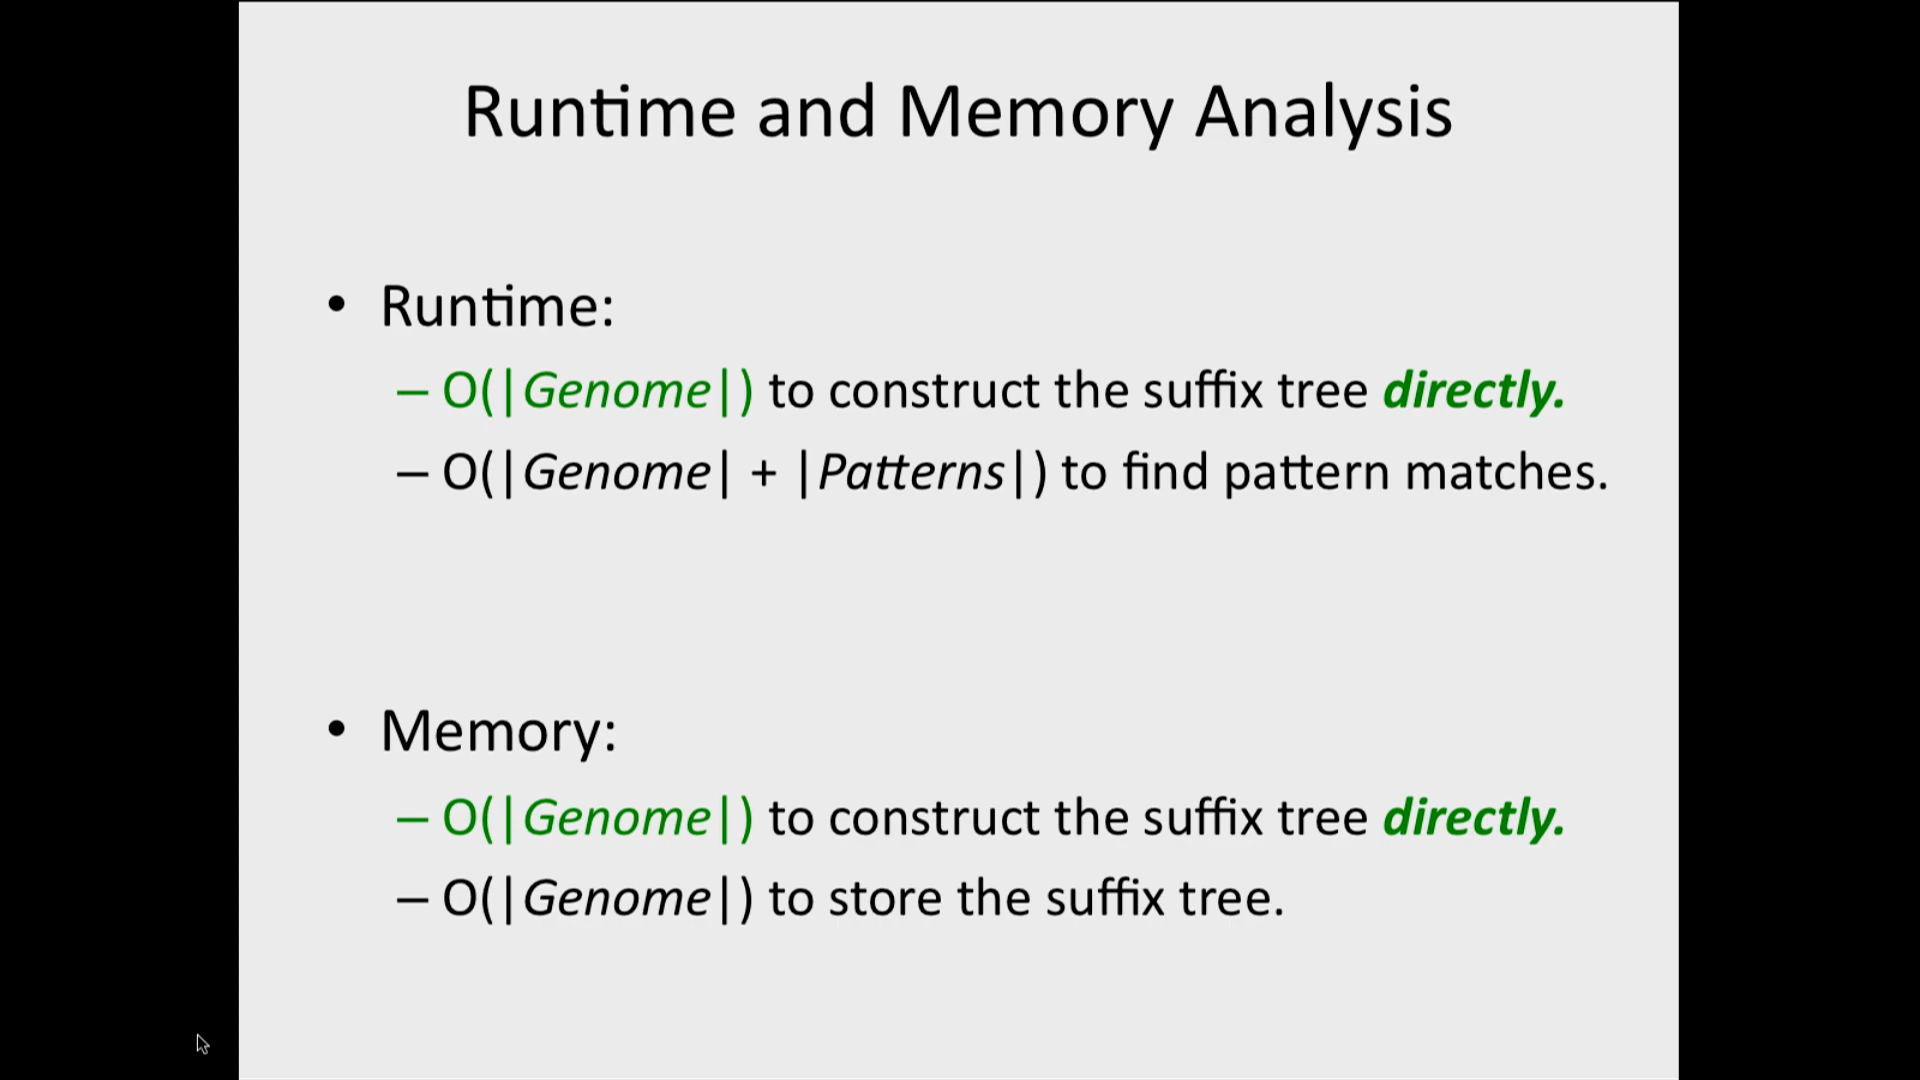 Runtime and Memory Analysis
• Runtime:
– O(|Genome|) to construct the suffix tree directly.
– O(|Genome| + |Patterns|) to find pattern matches.
• Memory:
– O(|Genome|) to construct the suffix tree directly.
– O(|Genome|) to store the suffix tree.